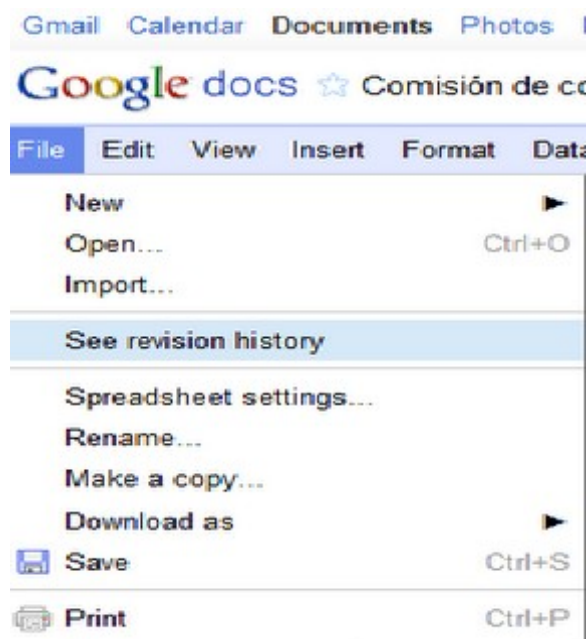 Gmail Calendar Documents Photos
Google docs Comisión de co
File Edit View Insert Format Data
New
Open... Ctrl+O
Import...
See revision history
Spreadsheet settings...
Rename...
Make a copy...
Download as
Save Ctrl+S
Print Ctrl+P